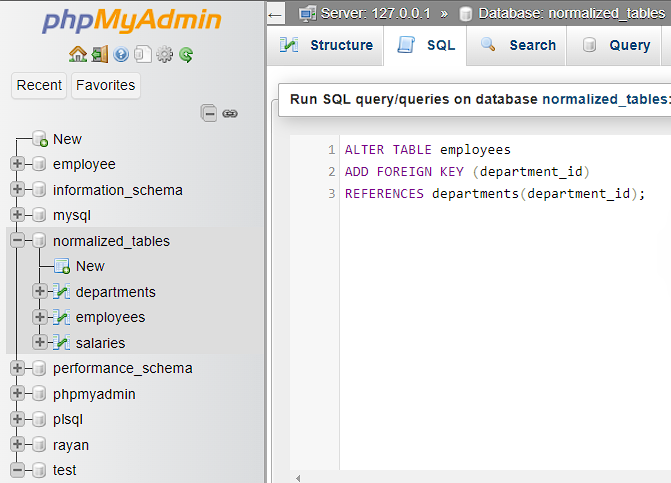 phpMyAdmin
Recent Favorites
New
employee
information_schema
mysql
normalized_tables
New
departments
employees
salaries
performance_schema
phpmyadmin
plsql
rayan
test
Server: 127.0.0.1 » Database: normalized_tables
Structure SQL Search Query
Run SQL query/queries on database normalized_tables:
1 ALTER TABLE employees
2 ADD FOREIGN KEY (department_id)
3 REFERENCES departments(department_id);